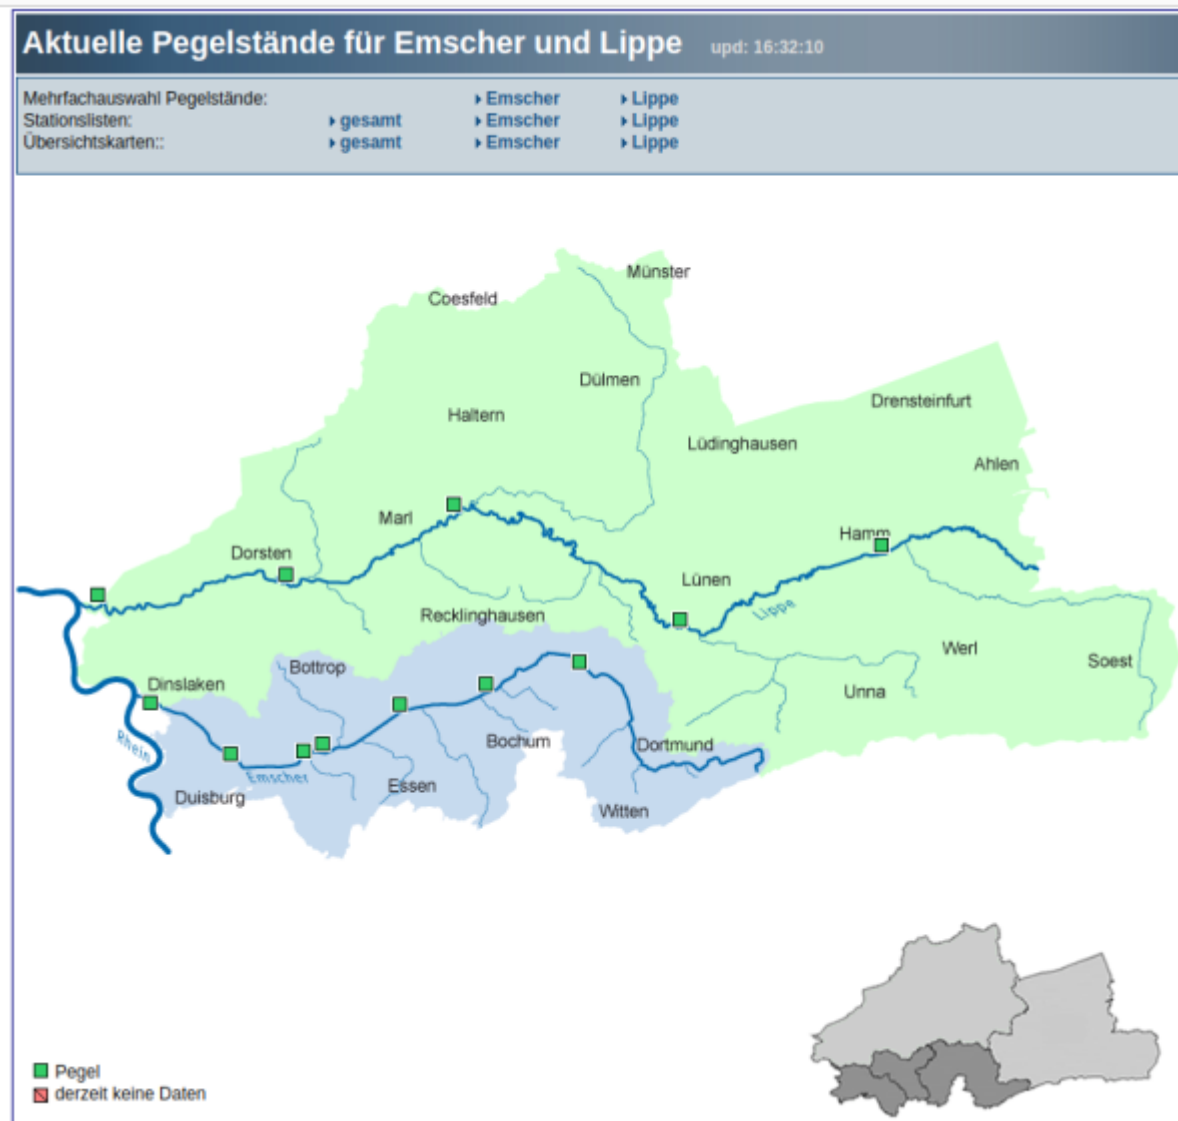 Aktuelle Pegelstände für Emscher und Lippe upd: 16:32:10
Mehrfachauswahl Pegelstände: Emscher Lippe
Stationslisten: gesamt Emscher Lippe
Übersichtskarten:: gesamt Emscher Lippe
Münster
Coesfeld
Dülmen
Drensteinfurt
Haltern
Lüdinghausen
Ahlen
Marl
Hamm
Dorsten
Lünen
Lippe
Recklinghausen
Werl
Soest
Bottrop
Dinslaken
Unna
Rhein
Bochum
Dortmund
Emscher
Essen
Duisburg
Witten
Pegel
derzeit keine Daten